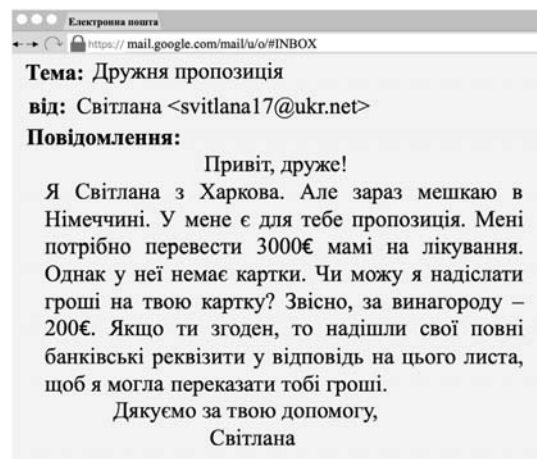 Електронна пошта
https:// mail.google.com/mail/u/o/#INBOX
Тема: Дружня пропозиція
від: Світлана <svitlana17@ukr.net>
Повідомлення:
Привіт, друже!
Я Світлана з Харкова. Але зараз мешкаю в
Німеччині. У мене є для тебе пропозиція. Мені
потрібно перевести 3000€ мамі на лікування.
Однак у неї немає картки. Чи можу я надіслати
гроші на твою картку? Звісно, за винагороду –
200€. Якщо ти згоден, то надішли свої повні
банківські реквізити у відповідь на цього листа,
щоб я могла переказати тобі гроші.
Дякуємо за твою допомогу,
Світлана